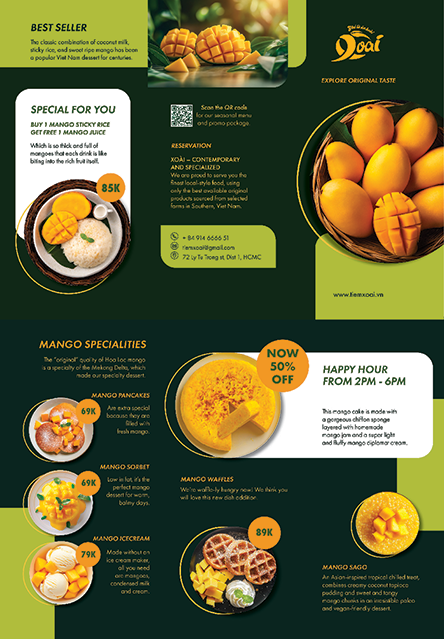 BEST SELLER
The classic combination of coconut milk,
sticky rice, and sweet ripe mango has been
a popular Viet Nam dessert for centuries.
SPECIAL FOR YOU
BUY 1 MANGO STICKY RICE
GET FREE 1 MANGO JUICE
Which is so thick and full of
mangoes that each drink is like
biting into the rich fruit itself.
85K
Scan the QR code
for our seasonal menu
and promo package.
RESERVATION
XOÀI – CONTEMPORARY
AND SPECIALIZED
We are proud to serve you the
finest local-style food, using
only the best available original
products sourced from selected
farms in Southern, Viet Nam.
+ 84 914 6666 51
tiemxoai@gmail.com
72 Ly Tu Trong st, Dist 1, HCMC
Xoài
EXPLORE ORIGINAL TASTE
www.tiemxoai.vn
MANGO SPECIALITIES
The "original" quality of Hoa Loc mango
is a specialty of the Mekong Delta, which
made our specialty dessert.
MANGO PANCAKES
69K
Are extra special
because they are
filled with
fresh mango.
MANGO SORBET
69K
Low in fat, it's the
perfect mango
dessert for warm,
balmy days.
MANGO ICECREAM
79K
Made without an
ice cream maker,
all you need
are mangoes,
condensed milk
and cream.
NOW
50%
OFF
HAPPY HOUR
FROM 2PM - 6PM
This mango cake is made with
a gorgeous chiffon sponge
layered with homemade
mango jam and a super light
and fluffy mango diplomat cream.
MANGO WAFFLES
We're waffle-ly hungry now! We think you
will love this new dish addition.
89K
MANGO SAGO
An Asian-inspired tropical chilled treat,
combines creamy coconut tapioca
pudding and sweet and tangy
mango chunks in an irresistible paleo
and vegan-friendly dessert.